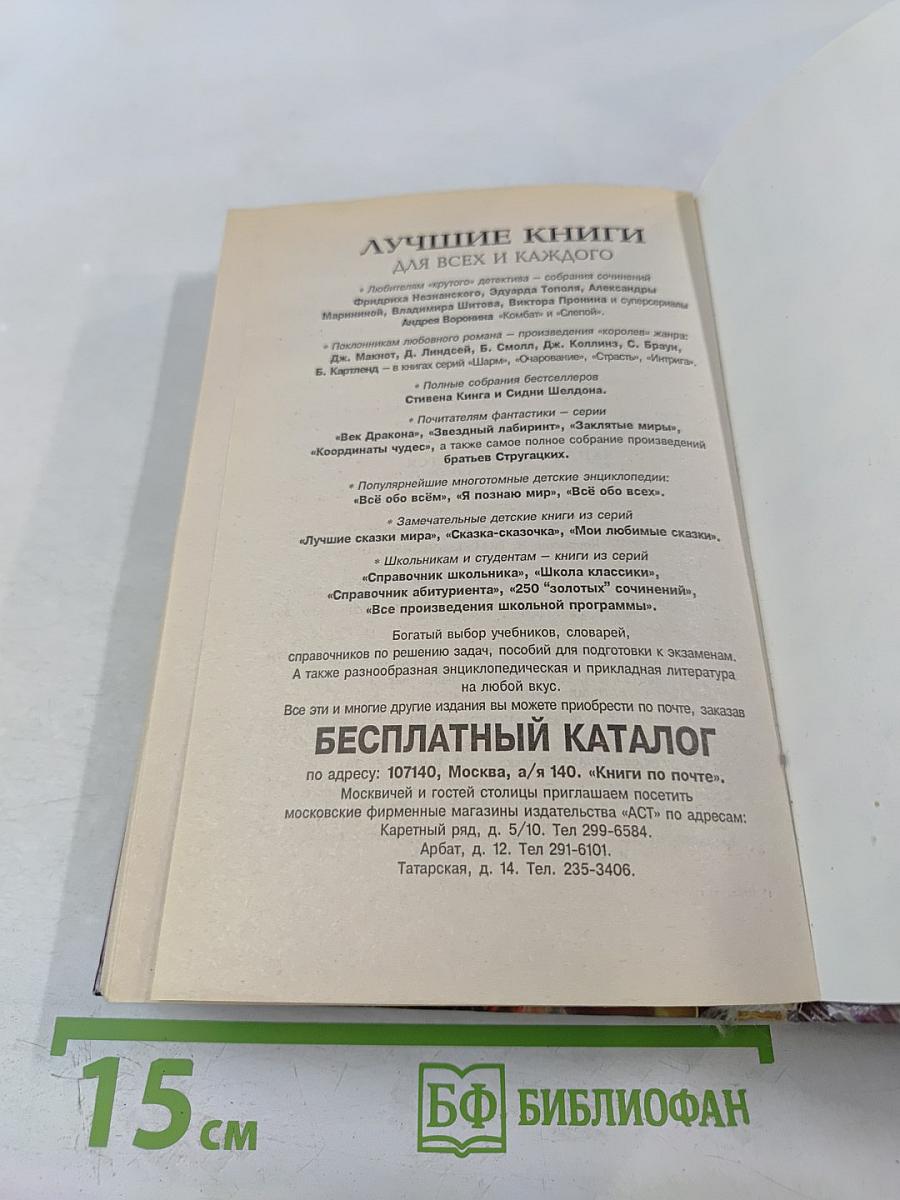 ЛУЧШИЕ КНИГИ
ДЛЯ ВСЕХ И КАЖДОГО
* Любителям «крутого» детектива – собрания сочинений
Фридриха Незнанского, Эдуарда Тополя, Александры
Марининой, Владимира Шитова, Виктора Пронина и суперсериалы
Андрея Воронина «Комбат» и «Слепой».
* Поклонникам любовного романа – произведения «королев» жанра:
Дж. Макнот, Д. Линдсей, Б. Смолл, Дж. Коллинз, С. Браун,
Б. Картленд – в книгах серий «Шарм», «Очарование», «Страсть», «Интрига».
* Полные собрания бестселлеров
Стивена Кинга и Сидни Шелдона.
* Почитателям фантастики – серии
«Век Дракона», «Звездный лабиринт», «Заклятые миры»,
«Координаты чудес», а также самое полное собрание произведений
братьев Стругацких.
* Популярнейшие многотомные детские энциклопедии:
«Всё обо всём», «Я познаю мир», «Всё обо всех».
* Замечательные детские книги из серий
«Лучшие сказки мира», «Сказка-сказочка», «Мои любимые сказки».
* Школьникам и студентам – книги из серий
«Справочник школьника», «Школа классики»,
«Справочник абитуриента», «250 “золотых” сочинений»,
«Все произведения школьной программы».
Богатый выбор учебников, словарей,
справочников по решению задач, пособий для подготовки к экзаменам.
А также разнообразная энциклопедическая и прикладная литература
на любой вкус.
Все эти и многие другие издания вы можете приобрести по почте, заказав
БЕСПЛАТНЫЙ КАТАЛОГ
по адресу: 107140, Москва, а/я 140. «Книги по почте».
Москвичей и гостей столицы приглашаем посетить
московские фирменные магазины издательства «АСТ» по адресам:
Каретный ряд, д. 5/10. Тел 299-6584.
Арбат, д. 12. Тел 291-6101.
Татарская, д. 14. Тел. 235-3406.
15 см
БФ БИБЛИОФАН